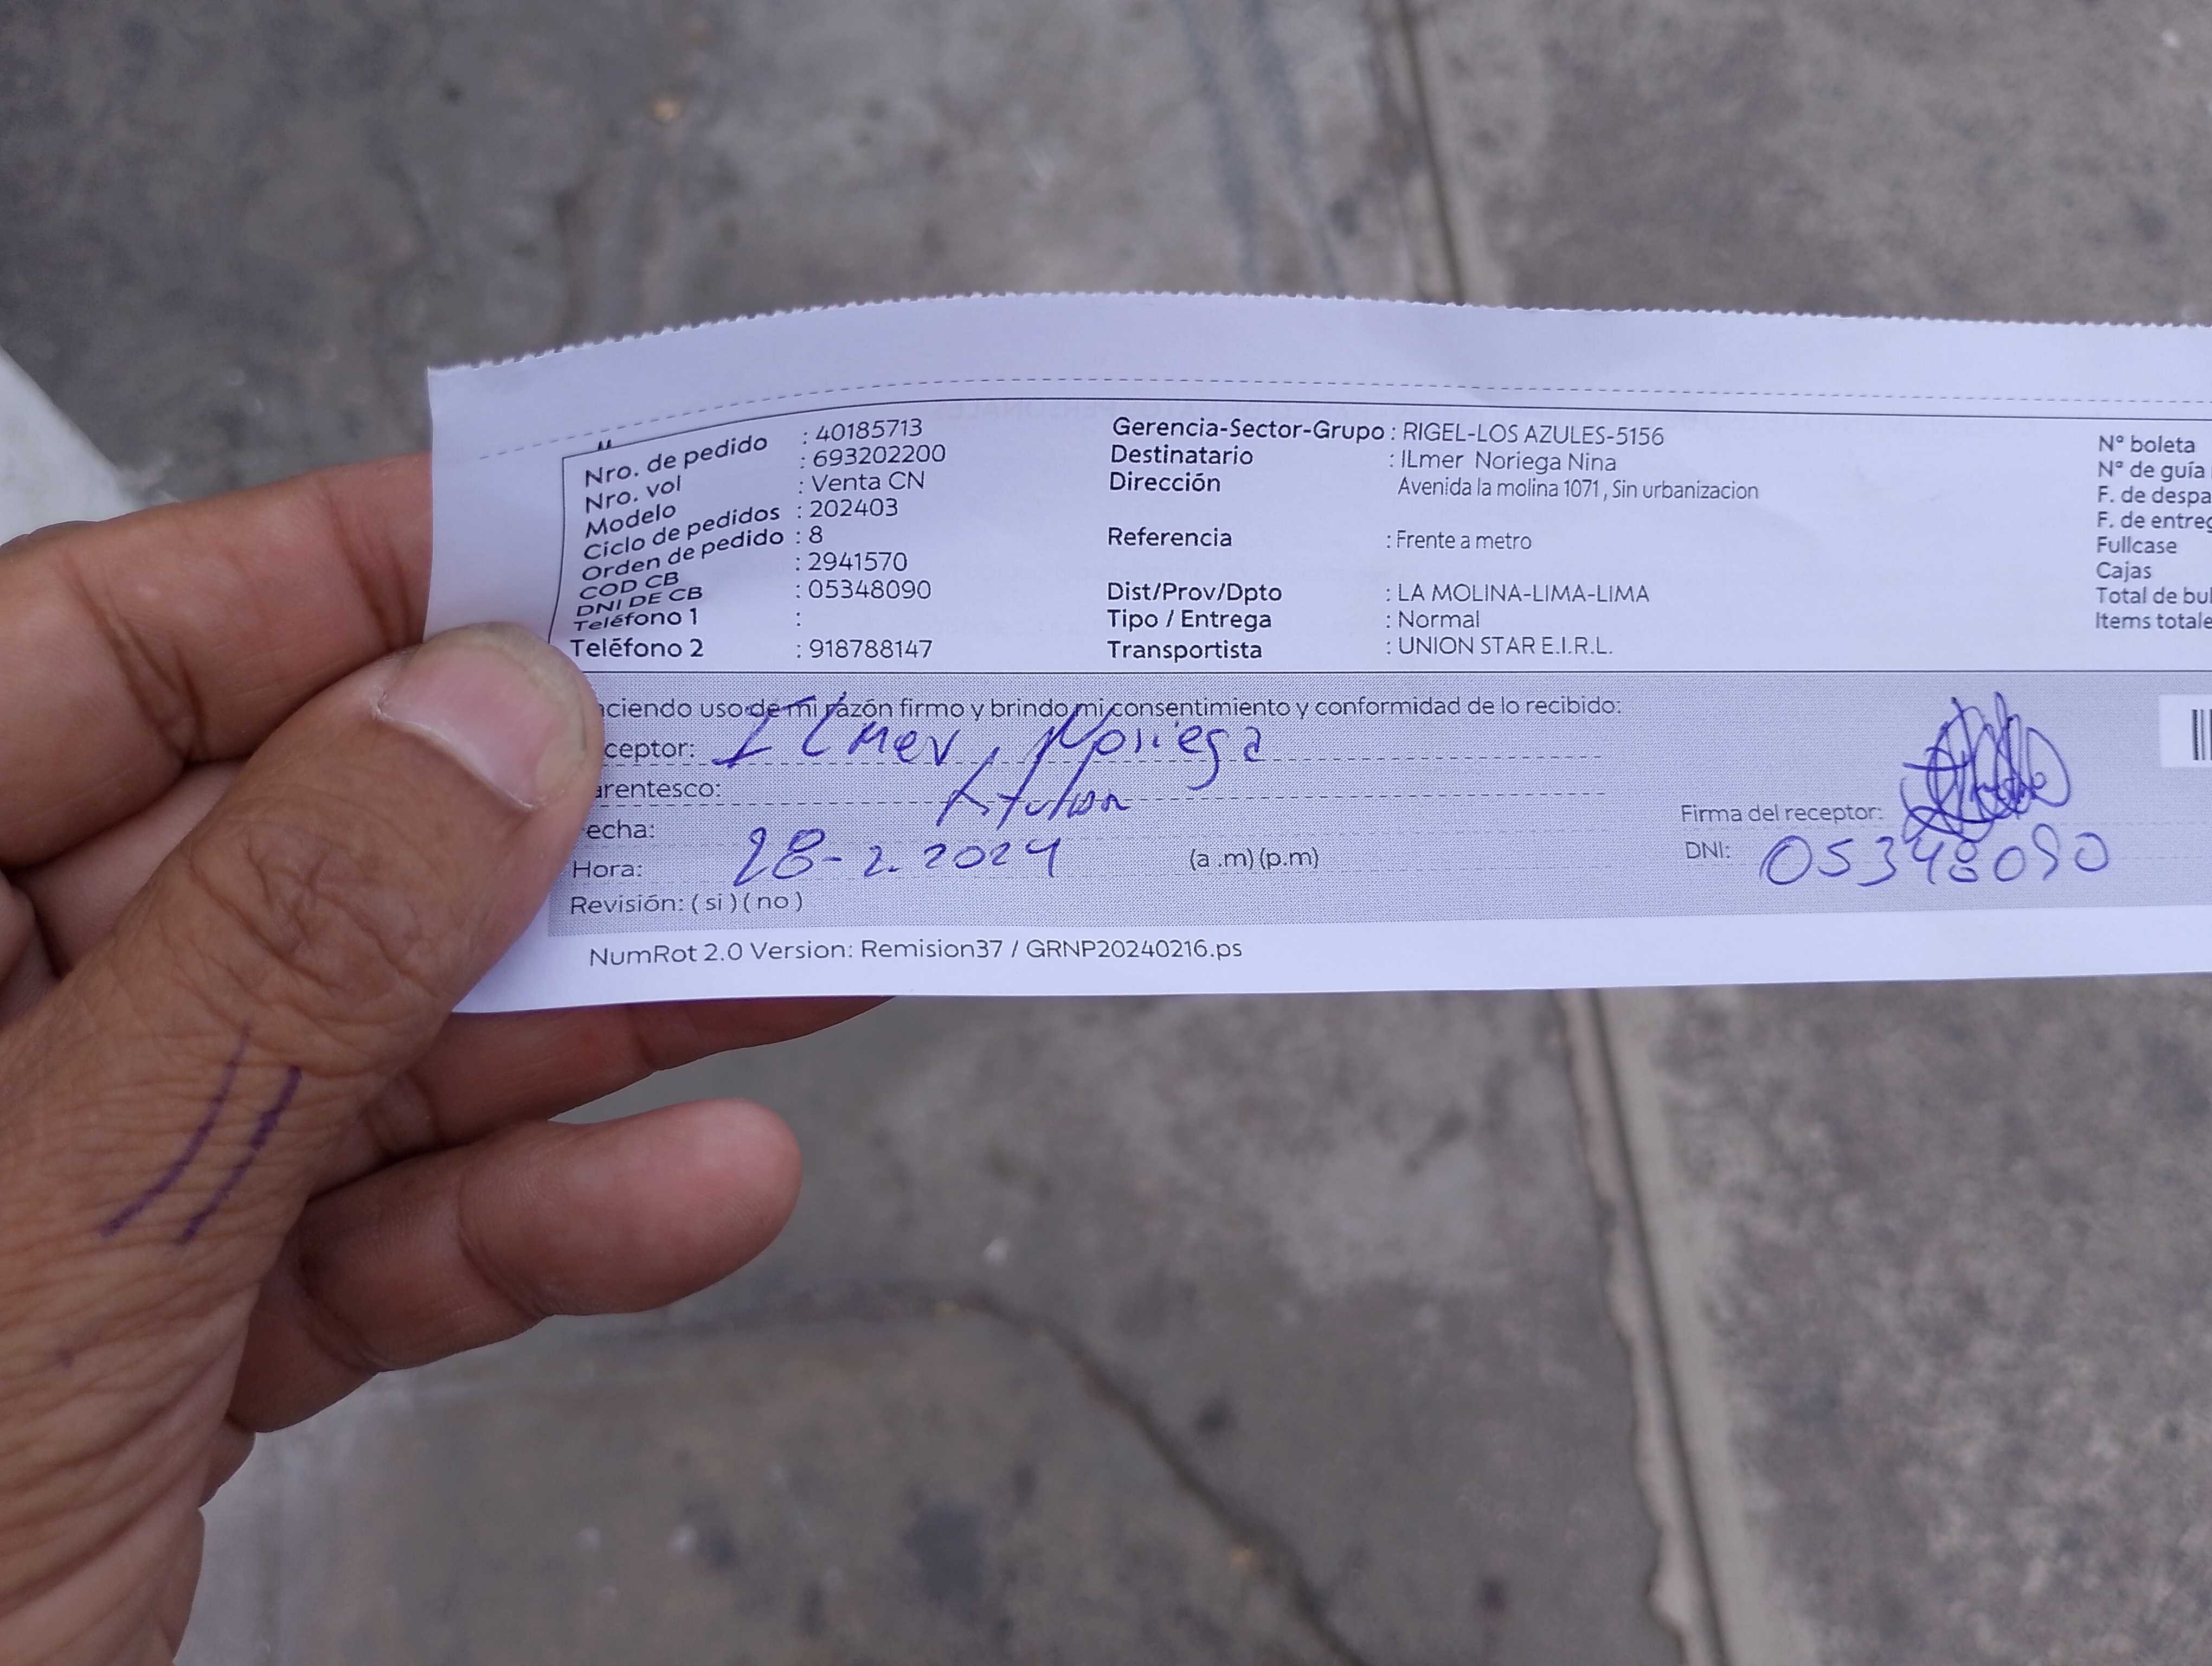 Nro. de pedido : 40185713
Nro. vol : 693202200
Modelo : Venta CN
Ciclo de pedidos : 202403
Orden de pedido : 8
COD CB : 2941570
DNI DE CB : 05348090
Teléfono 1 :
Teléfono 2 : 918788147
Gerencia-Sector-Grupo : RIGEL-LOS AZULES-5156
Destinatario : ILmer Noriega Nina
Dirección Avenida la molina 1071, Sin urbanizacion
Referencia : Frente a metro
Dist/Prov/Dpto : LA MOLINA-LIMA-LIMA
Tipo / Entrega : Normal
Transportista : UNION STAR E.I.R.L.
N° boleta
N° de guía
F. de despa
F. de entreg
Fullcase
Cajas
Total de bul
Items totale
ciendo uso de mi razón firmo y brindo mi consentimiento y conformidad de lo recibido:
ceptor: ILmer Noriega
arentesco:
echa:
Hora: 28-2.2024 (a .m) (p.m)
Revisión: ( si ) ( no )
Firma del receptor:
DNI: 05348090
NumRot 2.0 Version: Remision37 / GRNP20240216.ps